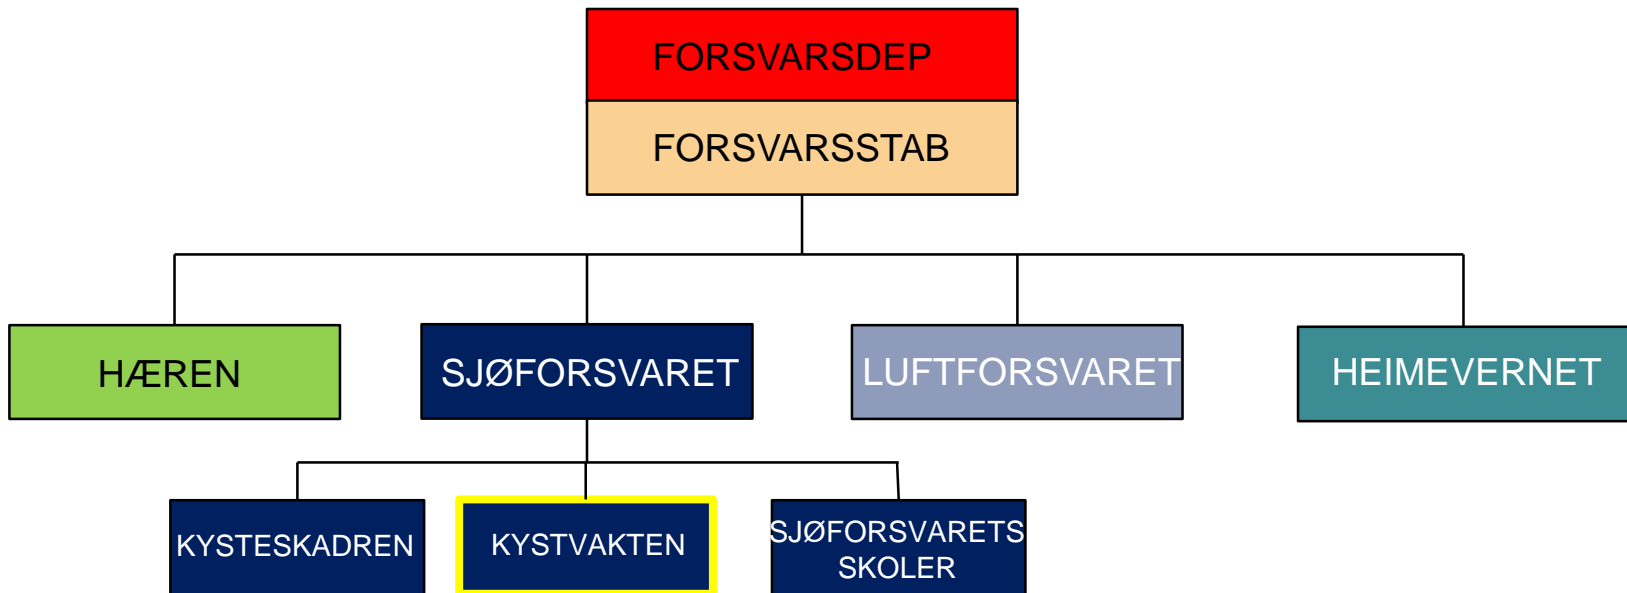 FORSVARSDEP
FORSVARSSTAB
HÆREN
SJØFORSVARET
LUFTFORSVARET
HEIMEVERNET
KYSTESKADREN
KYSTVAKTEN
SJØFORSVARETS
SKOLER